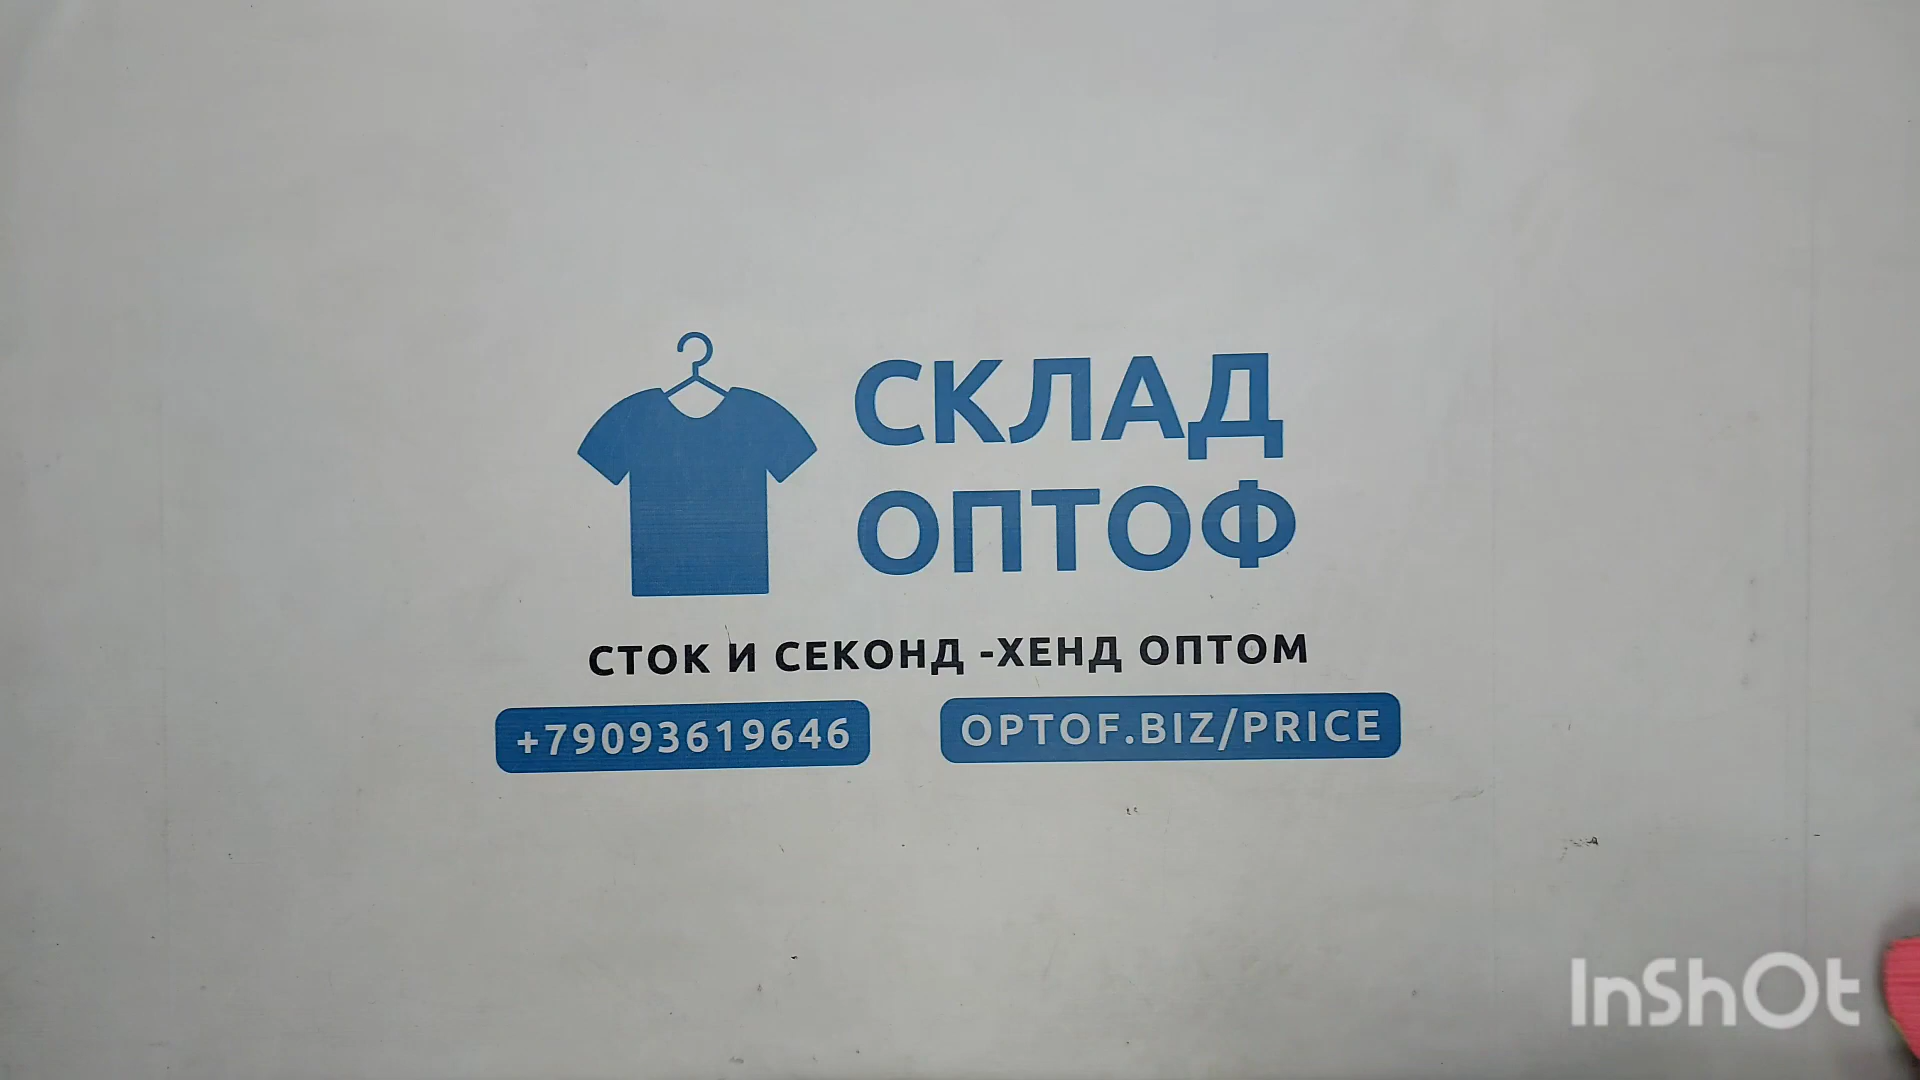 СКЛАД
ОПТОФ
СТОК И СЕКОНД -ХЕНД ОПТОМ
+79093619646
OPTOF.BIZ/PRICE
InShOt